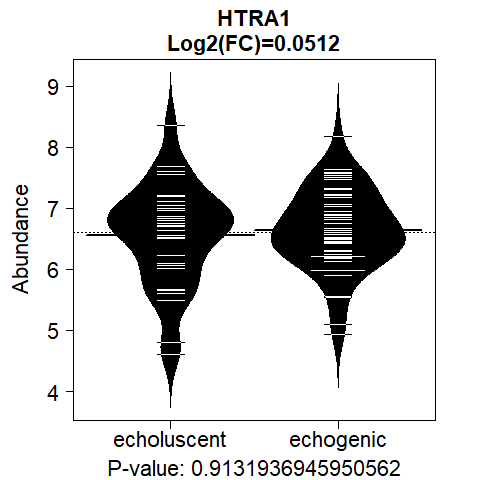 HTRA1
Log2(FC)=0.0512
Abundance
9
8
7
6
5
4
echoluscent echogenic
P-value: 0.9131936945950562